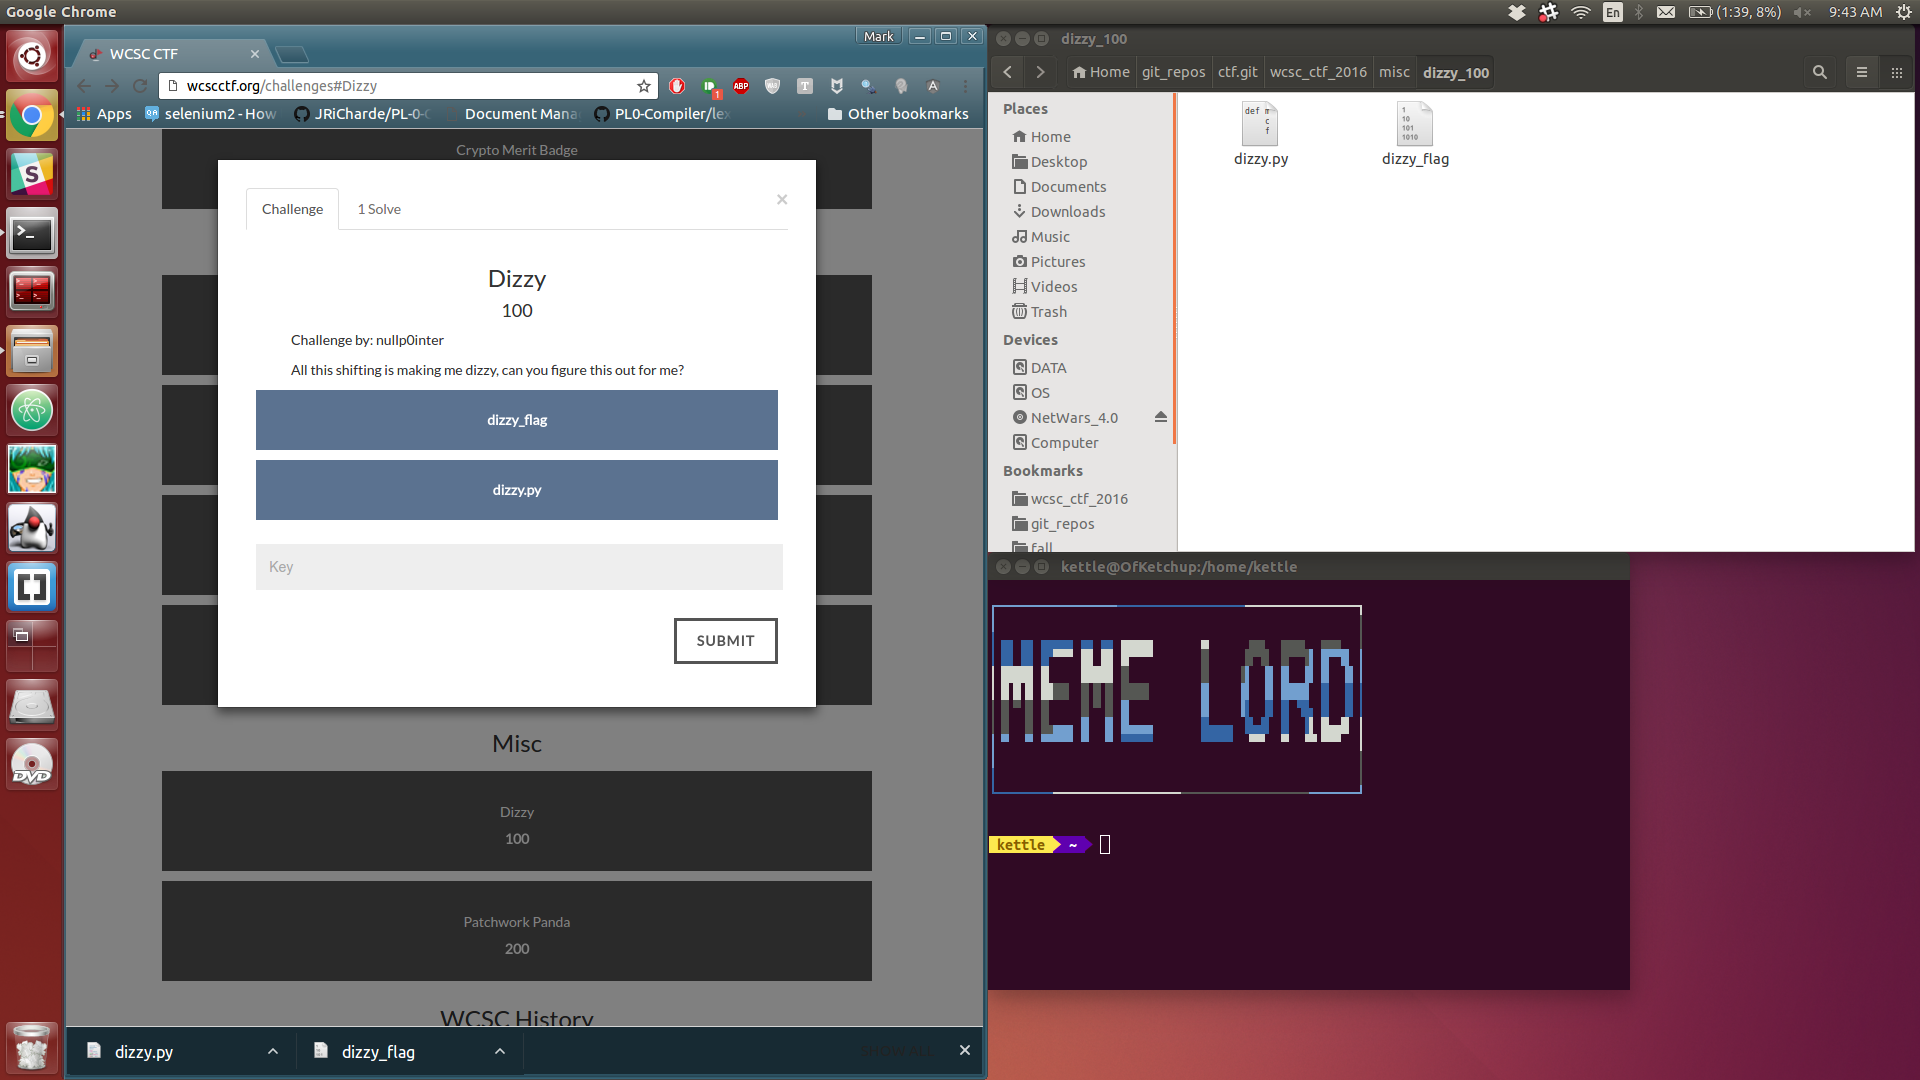 Google Chrome
En
(1:39, 8%)
9:43 AM
WCSC CTF
Mark
wcscctf.org/challenges#Dizzy
1
ABP
Apps
selenium2 - How
JRiCharde/PL-0-C
Document Mana
PL0-Compiler/lex
Other bookmarks
Crypto Merit Badge
Challenge
1 Solve
×
Dizzy
100
Challenge by: nullp0inter
All this shifting is making me dizzy, can you figure this out for me?
dizzy_flag
dizzy.py
Key
SUBMIT
Misc
Dizzy
100
Patchwork Panda
200
WCSC History
dizzy.py
dizzy_flag
DVD
dizzy_100
Home
git_repos
ctf.git
wcsc_ctf_2016
misc
dizzy_100
Places
Home
Desktop
Documents
Downloads
Music
Pictures
Videos
Trash
Devices
DATA
OS
NetWars_4.0
Computer
Bookmarks
wcsc_ctf_2016
git_repos
fall
def m
c
f
dizzy.py
1
10
101
1010
dizzy_flag
kettle@OfKetchup:/home/kettle
MEME LORD
kettle ~